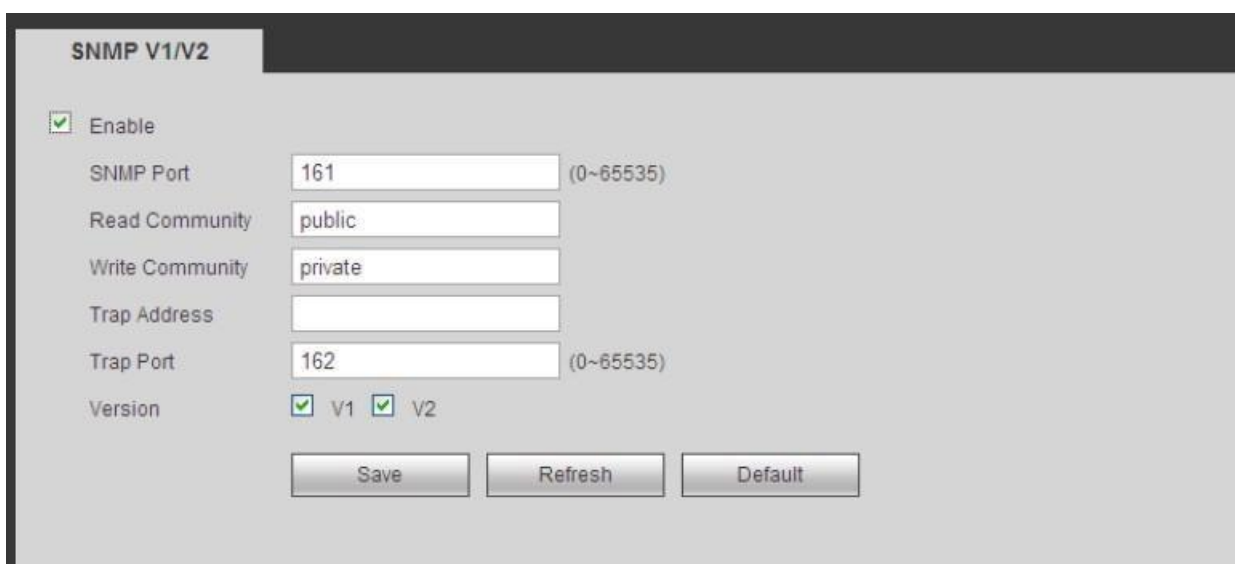 SNMP V1/V2
Enable
SNMP Port 161 (0~65535)
Read Community public
Write Community private
Trap Address
Trap Port 162 (0~65535)
Version V1 V2
Save Refresh Default